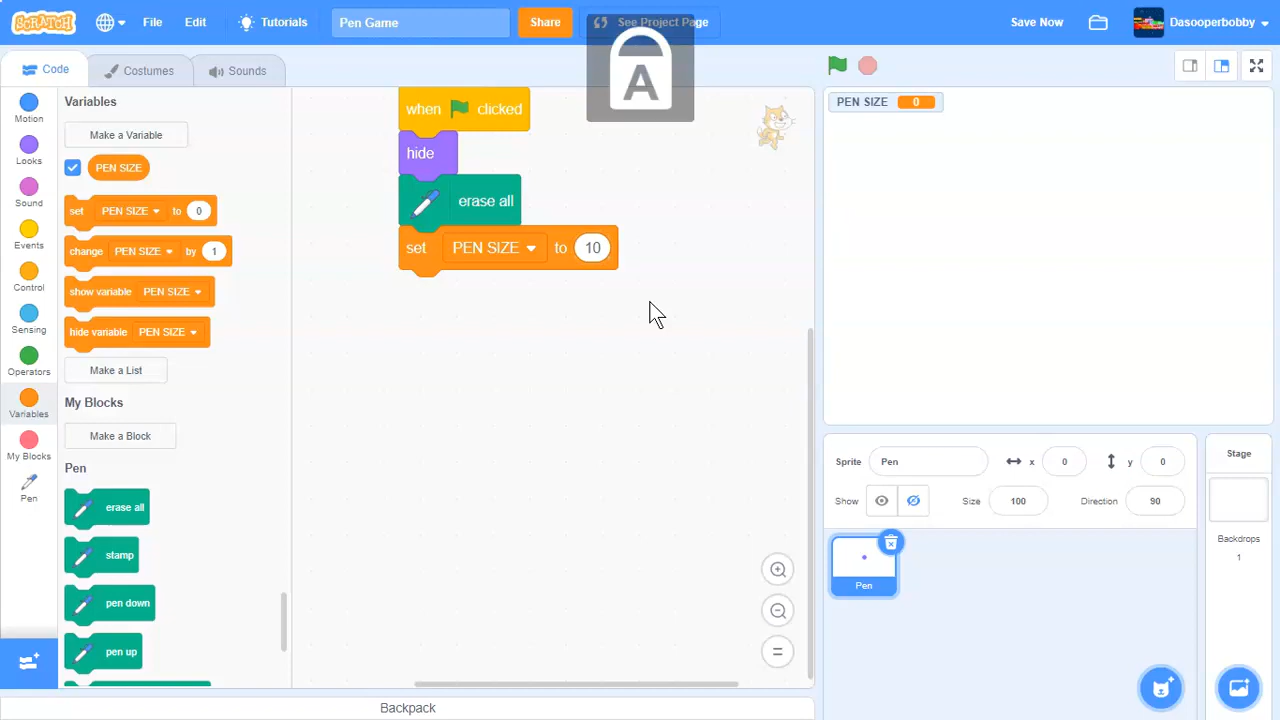 SCRATCH
File
Edit
Tutorials
Pen Game
Share
See Project Page
Save Now
Dasooperbobby
A
Code
Costumes
Sounds
Motion
Looks
Sound
Events
Control
Sensing
Operators
Variables
My Blocks
Pen
Variables
Make a Variable
PEN SIZE
set PEN SIZE to 0
change PEN SIZE by 1
show variable PEN SIZE
hide variable PEN SIZE
Make a List
My Blocks
Make a Block
Pen
erase all
stamp
pen down
pen up
when clicked
hide
erase all
set PEN SIZE to 10
Backpack
PEN SIZE 0
Sprite Pen x 0 y 0
Show Size 100 Direction 90
Pen
Stage
Backdrops
1